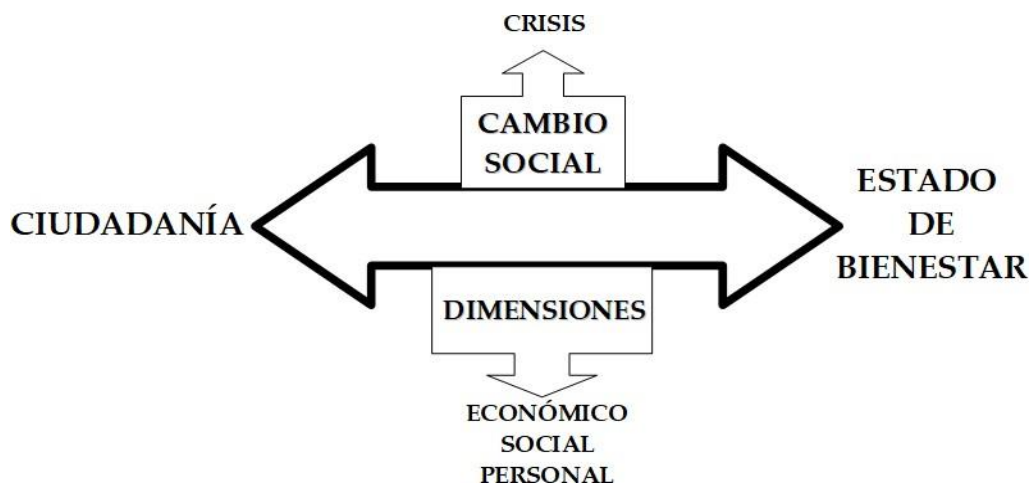 CRISIS
CAMBIO
SOCIAL
CIUDADANÍA
ESTADO
DE
BIENESTAR
DIMENSIONES
ECONÓMICO
SOCIAL
PERSONAL